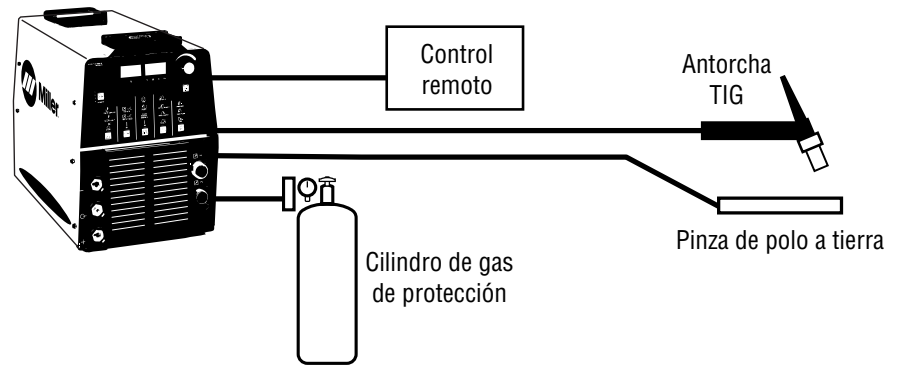 Miller
Control
remoto
Antorcha
TIG
Pinza de polo a tierra
Cilindro de gas
de protección